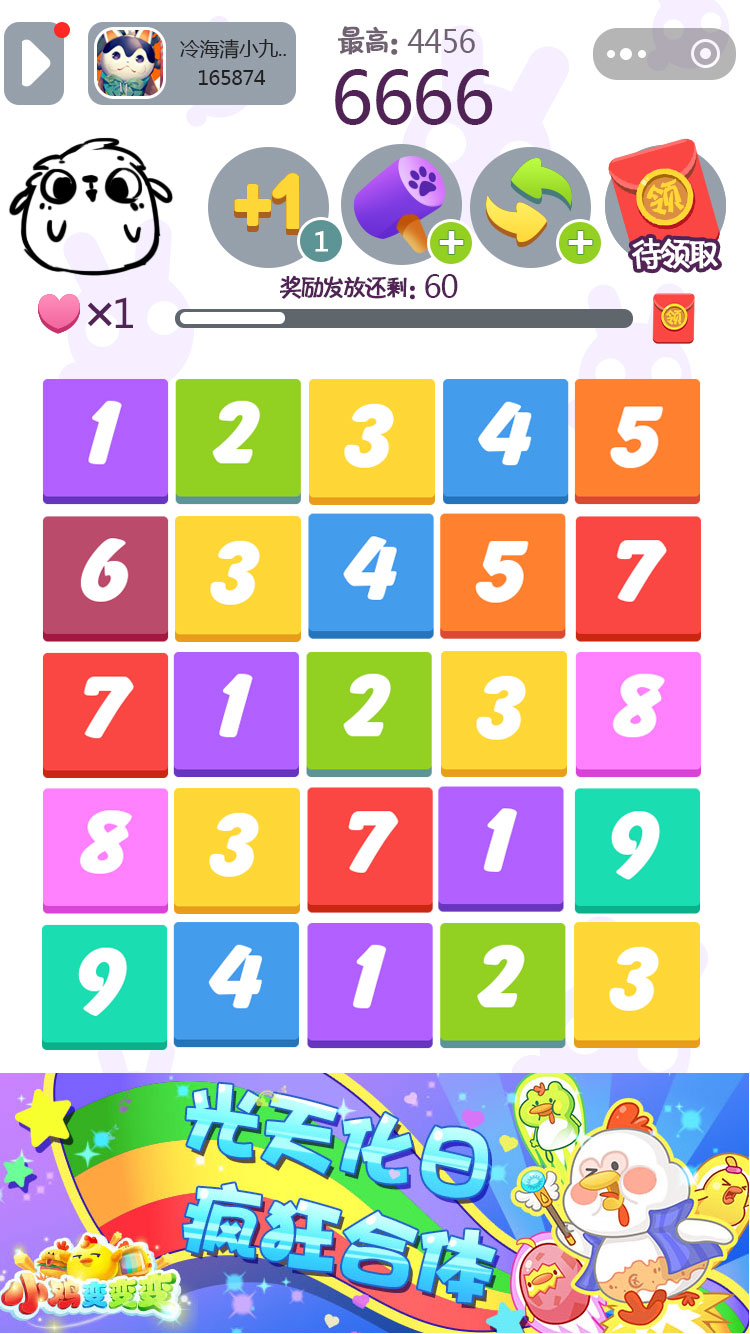 冷海清小九..
165874
最高: 4456
6666
+1
1
领
待领取
奖励发放还剩: 60
×1
领
1 2 3 4 5
6 3 4 5 7
7 1 2 3 8
8 3 7 1 9
9 4 1 2 3
光天化日
疯狂合体
小鸡变变变